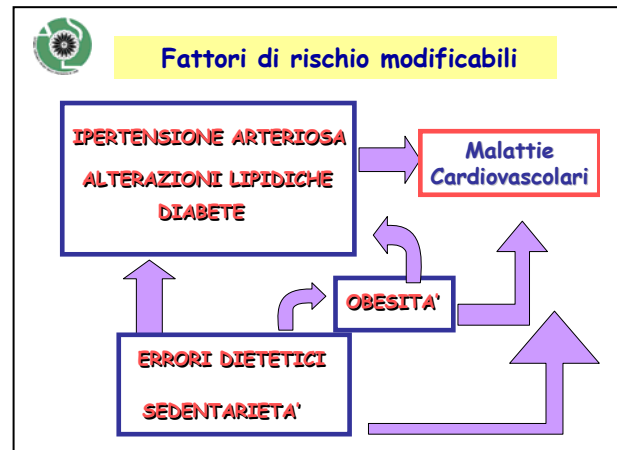 Fattori di rischio modificabili
IPERTENSIONE ARTERIOSA
ALTERAZIONI LIPIDICHE
DIABETE
Malattie
Cardiovascolari
OBESITA'
ERRORI DIETETICI
SEDENTARIETA'